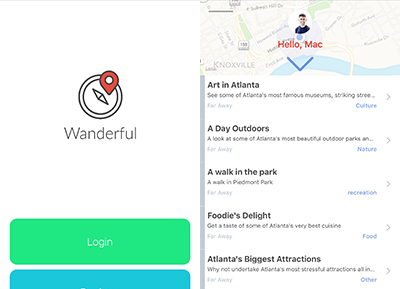 Wanderful
Login
Hello, Mac
KNOXVILLE
Art in Atlanta
See some of Atlanta's most famous museums, striking stree...
Far Away
Culture
A Day Outdoors
A look at some of Atlanta's most beautiful outdoor parks an...
Far Away
Nature
A walk in the park
A walk in Piedmont Park
Far Away
recreation
Foodie's Delight
Get a taste of some of Atlanta's very best cuisine
Far Away
Food
Atlanta's Biggest Attractions
Why not undertake Atlanta's most stressful attractions all in...
Far Away
Other